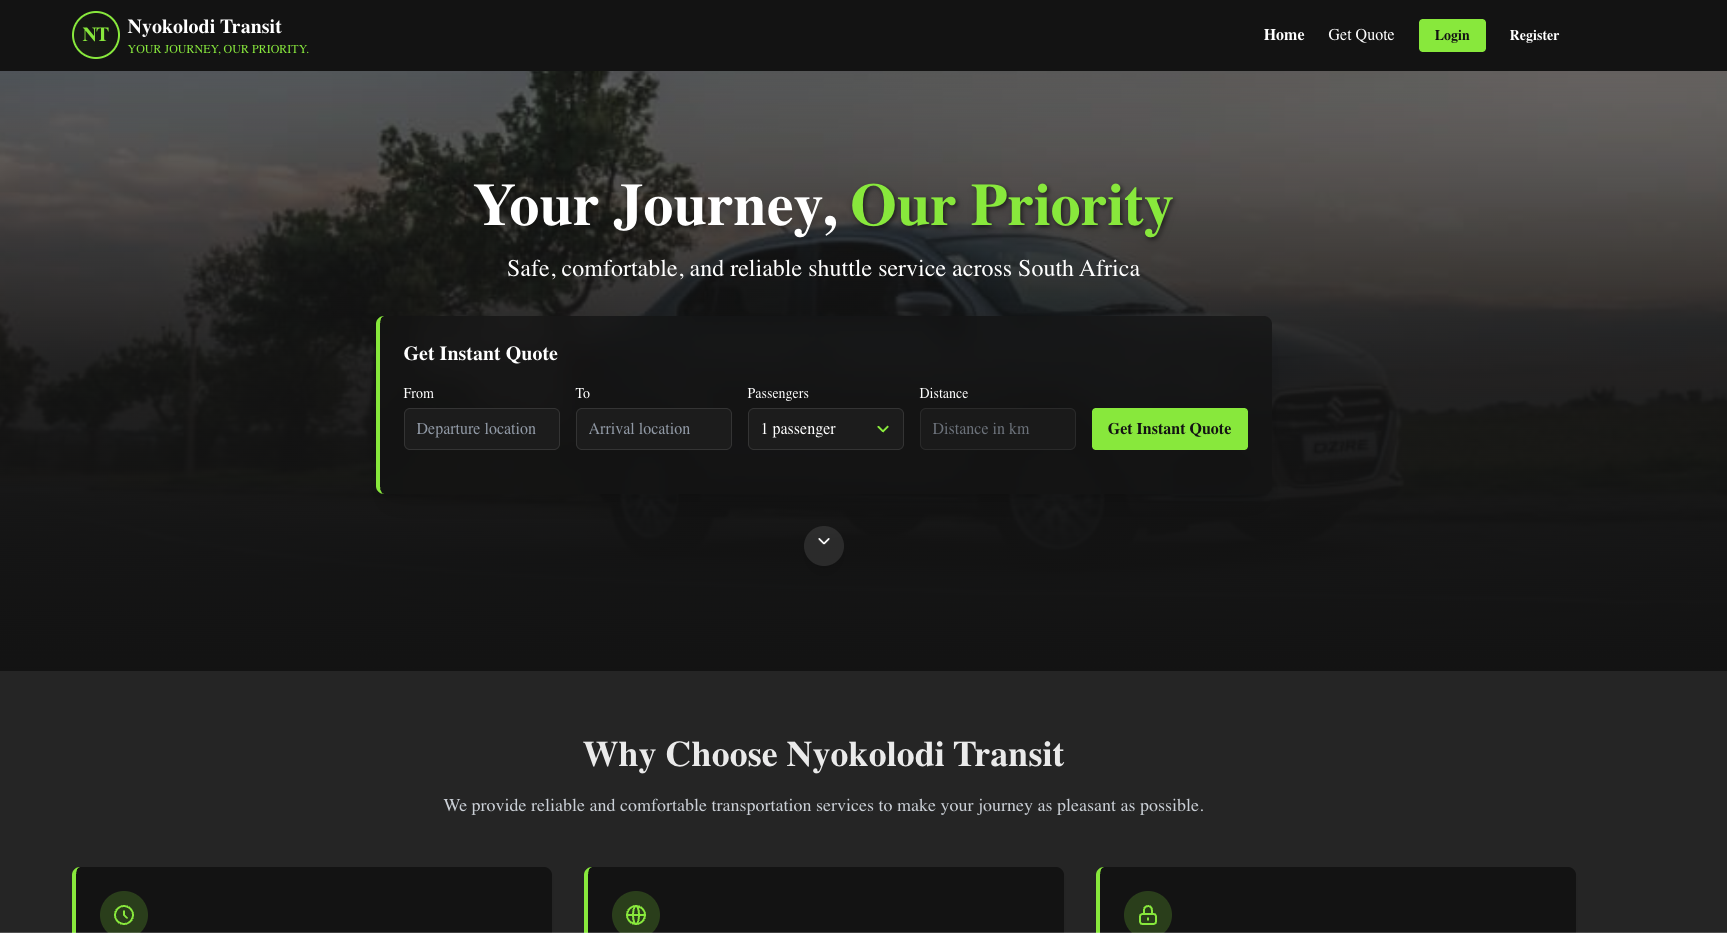 NT
Nyokolodi Transit
YOUR JOURNEY, OUR PRIORITY.
Home
Get Quote
Login
Register
Your Journey, Our Priority
Safe, comfortable, and reliable shuttle service across South Africa
Get Instant Quote
From
To
Passengers
Distance
Departure location
Arrival location
1 passenger
Distance in km
Get Instant Quote
DZIRE
Why Choose Nyokolodi Transit
We provide reliable and comfortable transportation services to make your journey as pleasant as possible.